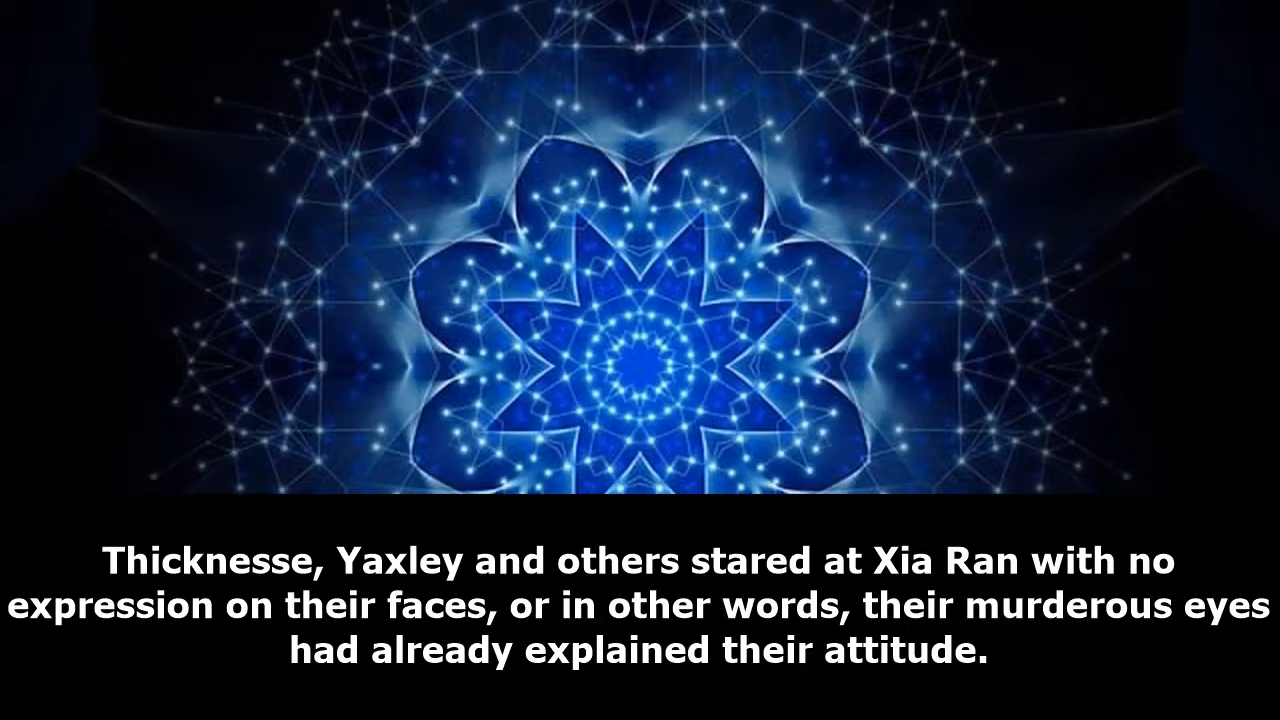 Thicknesse, Yaxley and others stared at Xia Ran with no
expression on their faces, or in other words, their murderous eyes
had already explained their attitude.